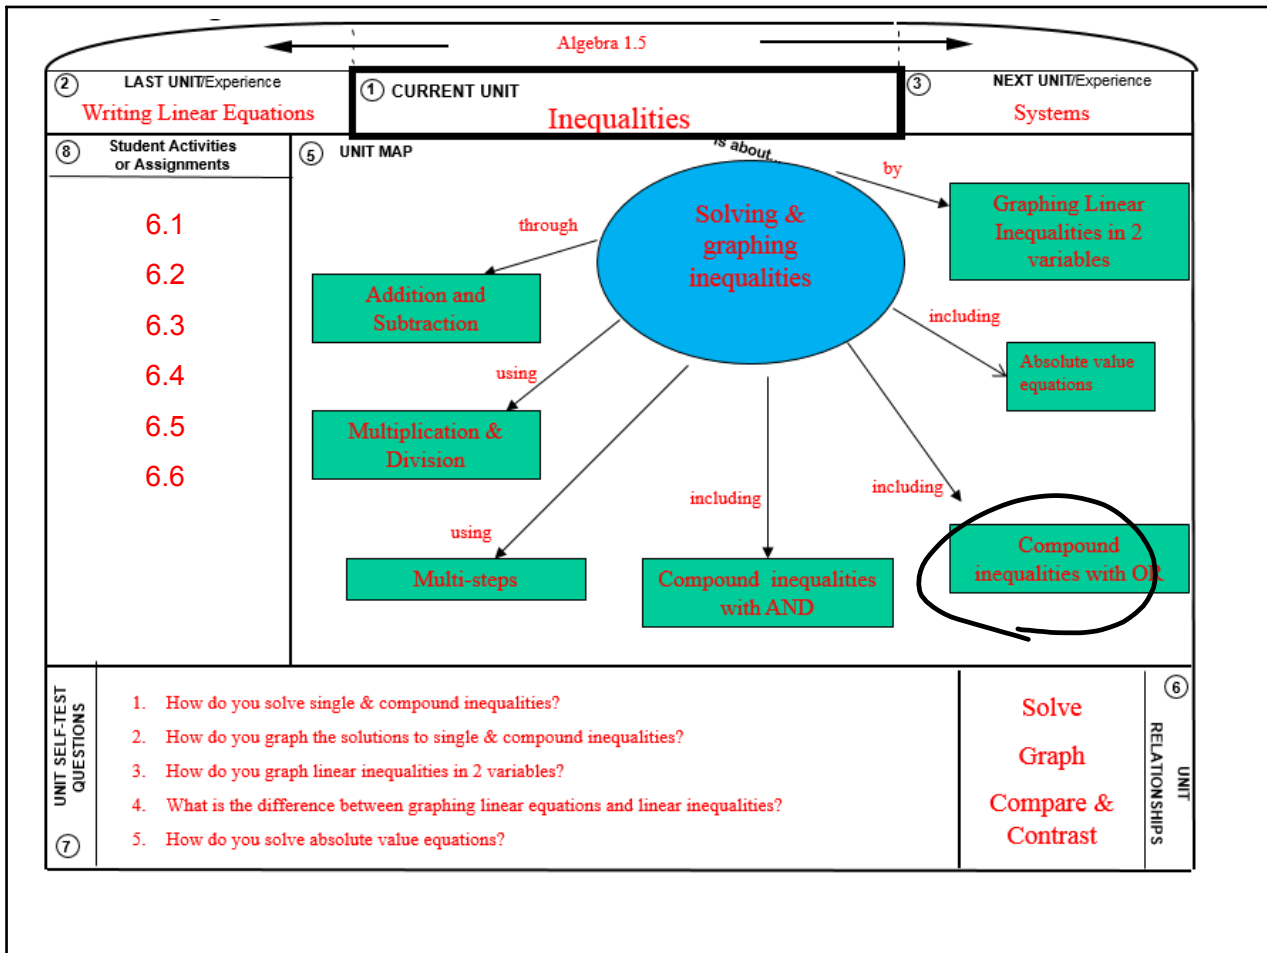 Algebra 1.5
2 LAST UNIT/Experience
Writing Linear Equations
1 CURRENT UNIT
Inequalities
3 NEXT UNIT/Experience
Systems
8 Student Activities
or Assignments
6.1
6.2
6.3
6.4
6.5
6.6
5 UNIT MAP
is about...
Solving &
graphing
inequalities
by
Graphing Linear
Inequalities in 2
variables
through
Addition and
Subtraction
including
Absolute value
equations
using
Multiplication &
Division
including
Compound
inequalities with OR
including
Compound inequalities
with AND
using
Multi-steps
UNIT SELF-TEST
QUESTIONS
7
1. How do you solve single & compound inequalities?
2. How do you graph the solutions to single & compound inequalities?
3. How do you graph linear inequalities in 2 variables?
4. What is the difference between graphing linear equations and linear inequalities?
5. How do you solve absolute value equations?
Solve
Graph
Compare &
Contrast
6
UNIT
RELATIONSHIPS